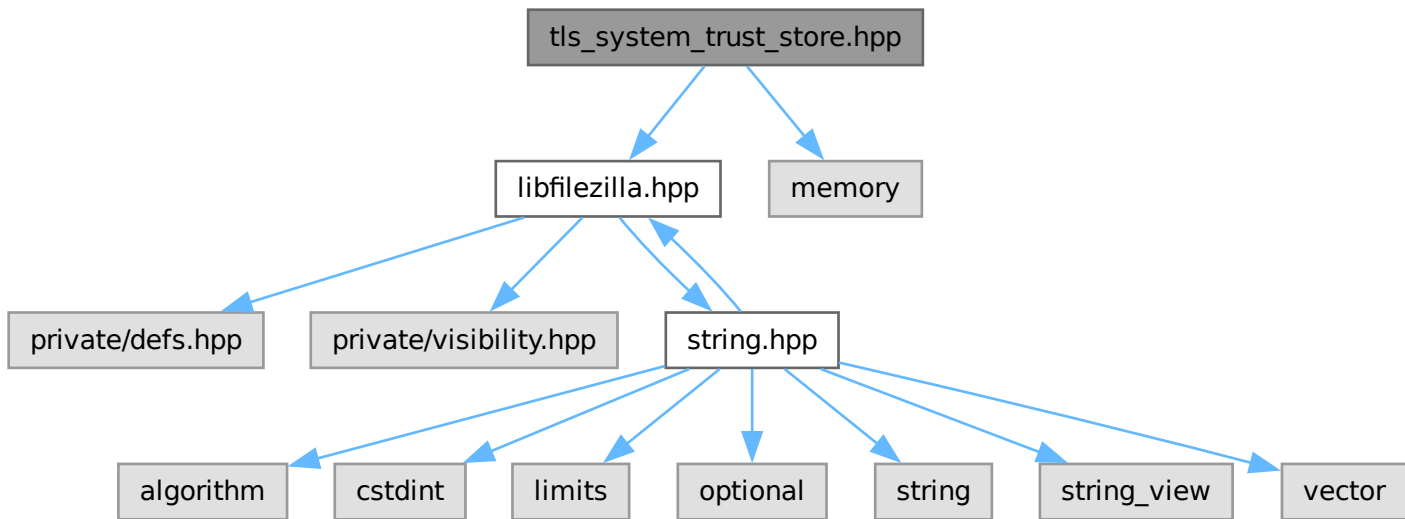 tls_system_trust_store.hpp
libfilezilla.hpp
memory
private/defs.hpp
private/visibility.hpp
string.hpp
algorithm
cstdint
limits
optional
string
string_view
vector